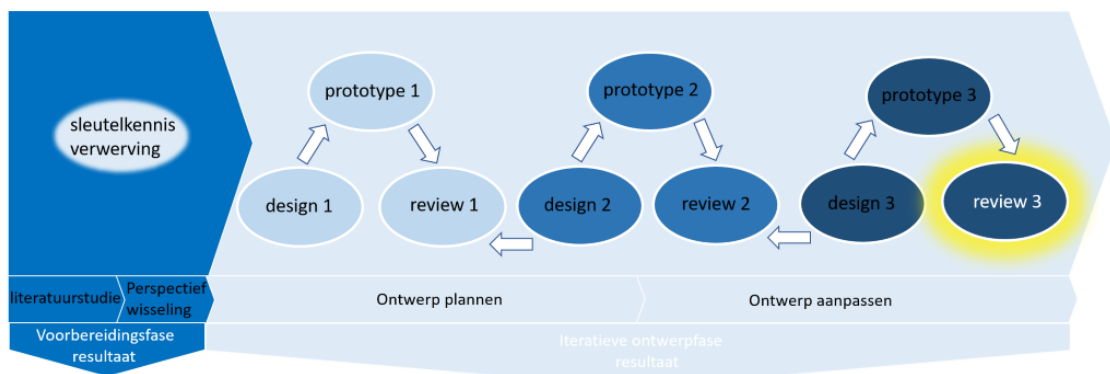 sleutelkennis
verwerving
prototype 1
design 1
review 1
prototype 2
design 2
review 2
prototype 3
design 3
review 3
literatuurstudie
Perspectief
wisseling
Ontwerp plannen
Ontwerp aanpassen
Voorbereidingsfase
resultaat
Iteratieve ontwerpfase
resultaat